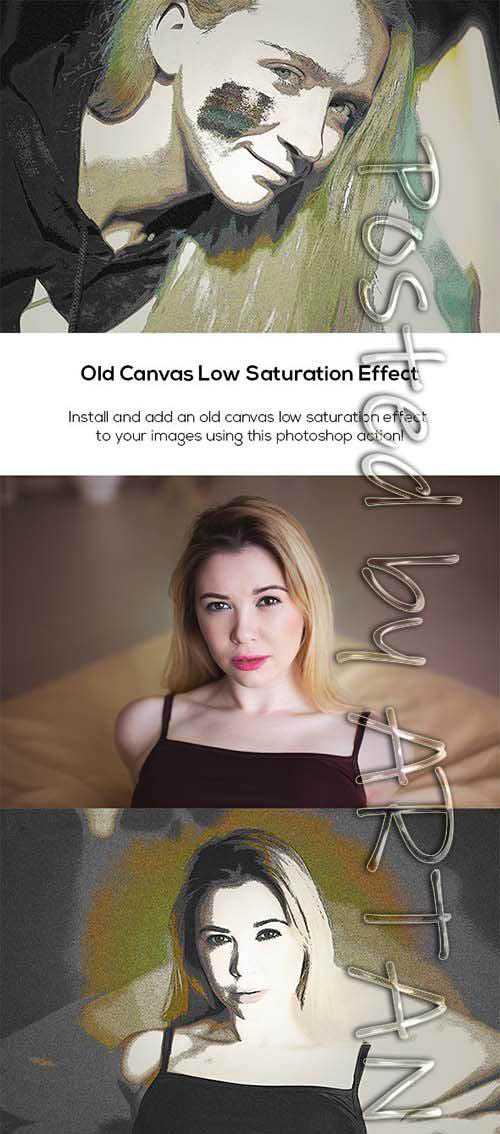 Old Canvas Low Saturation Effect
Install and add an old canvas low saturation effect
to your images using this photoshop action!
Posted by ARTAN